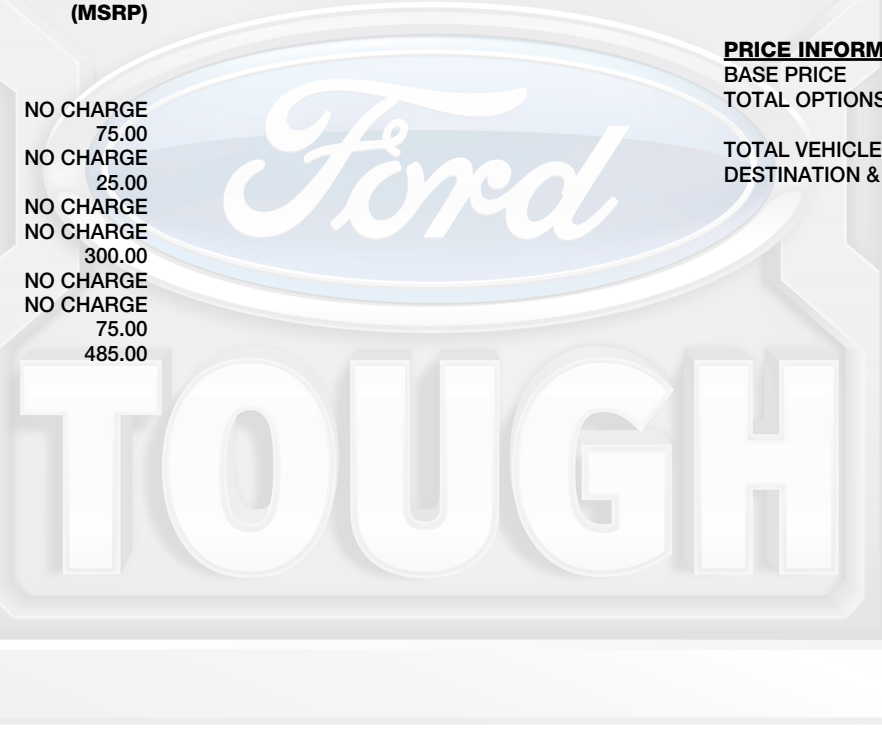 (MSRP)
NO CHARGE
75.00
NO CHARGE
25.00
NO CHARGE
NO CHARGE
300.00
NO CHARGE
NO CHARGE
75.00
485.00
PRICE INFORM
BASE PRICE
TOTAL OPTIONS
TOTAL VEHICLE
DESTINATION &
Ford
TOUGH